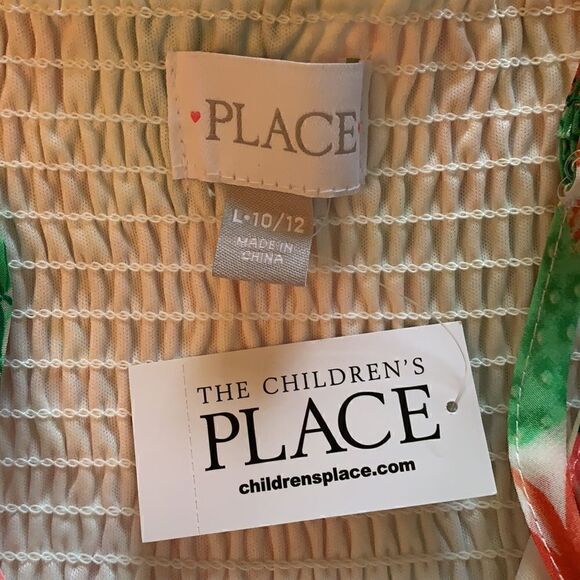 PLACE
L•10/12
MADE IN
CHINA
THE CHILDREN'S
PLACE
childrensplace.com